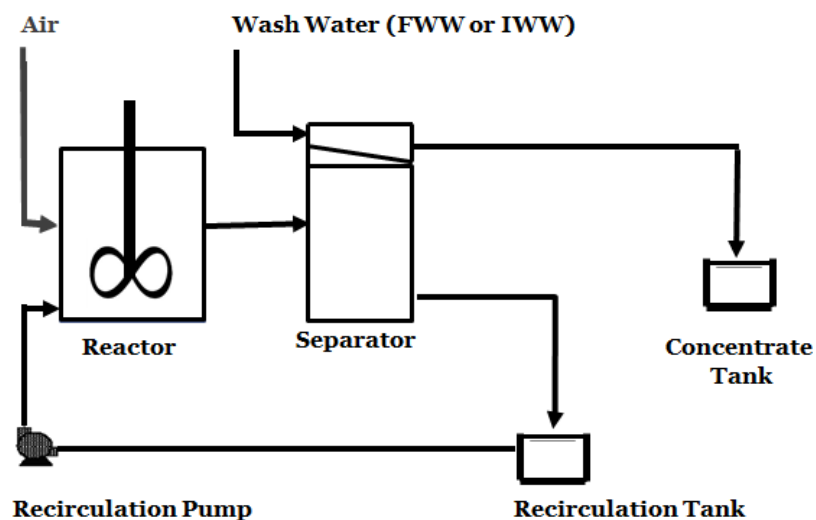 Air
Wash Water (FWW or IWW)
Reactor
Separator
Concentrate
Tank
Recirculation Pump
Recirculation Tank